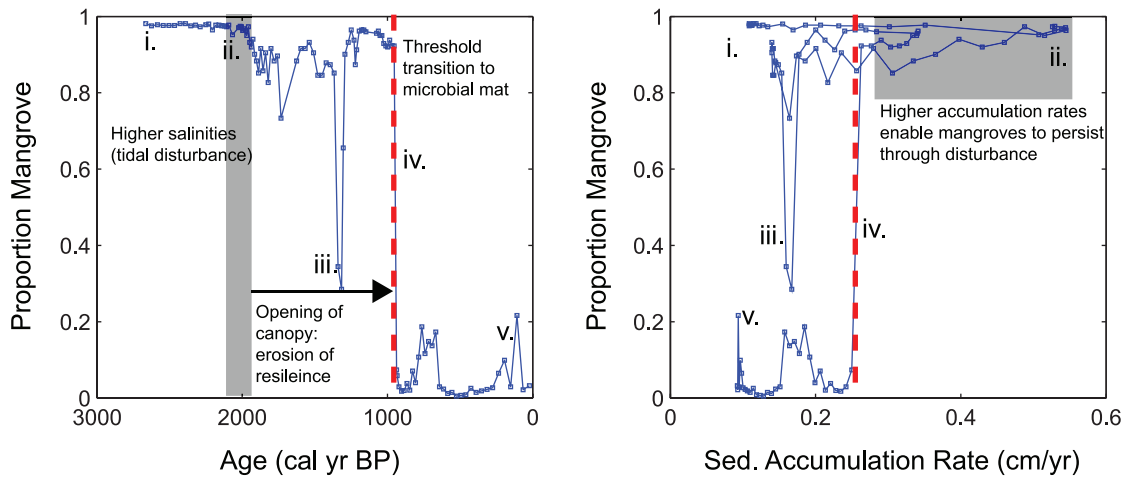 1
0.8
0.6
0.4
0.2
0
Proportion Mangrove
i.
ii.
Higher salinities
(tidal disturbance)
iii.
Opening of
canopy:
erosion of
resileince
Threshold
transition to
microbial mat
iv.
v.
3000
2000
1000
0
Age (cal yr BP)
1
0.8
0.6
0.4
0.2
0
Proportion Mangrove
i.
ii.
Higher accumulation rates
enable mangroves to persist
through disturbance
iii.
iv.
v.
0
0.2
0.4
0.6
Sed. Accumulation Rate (cm/yr)